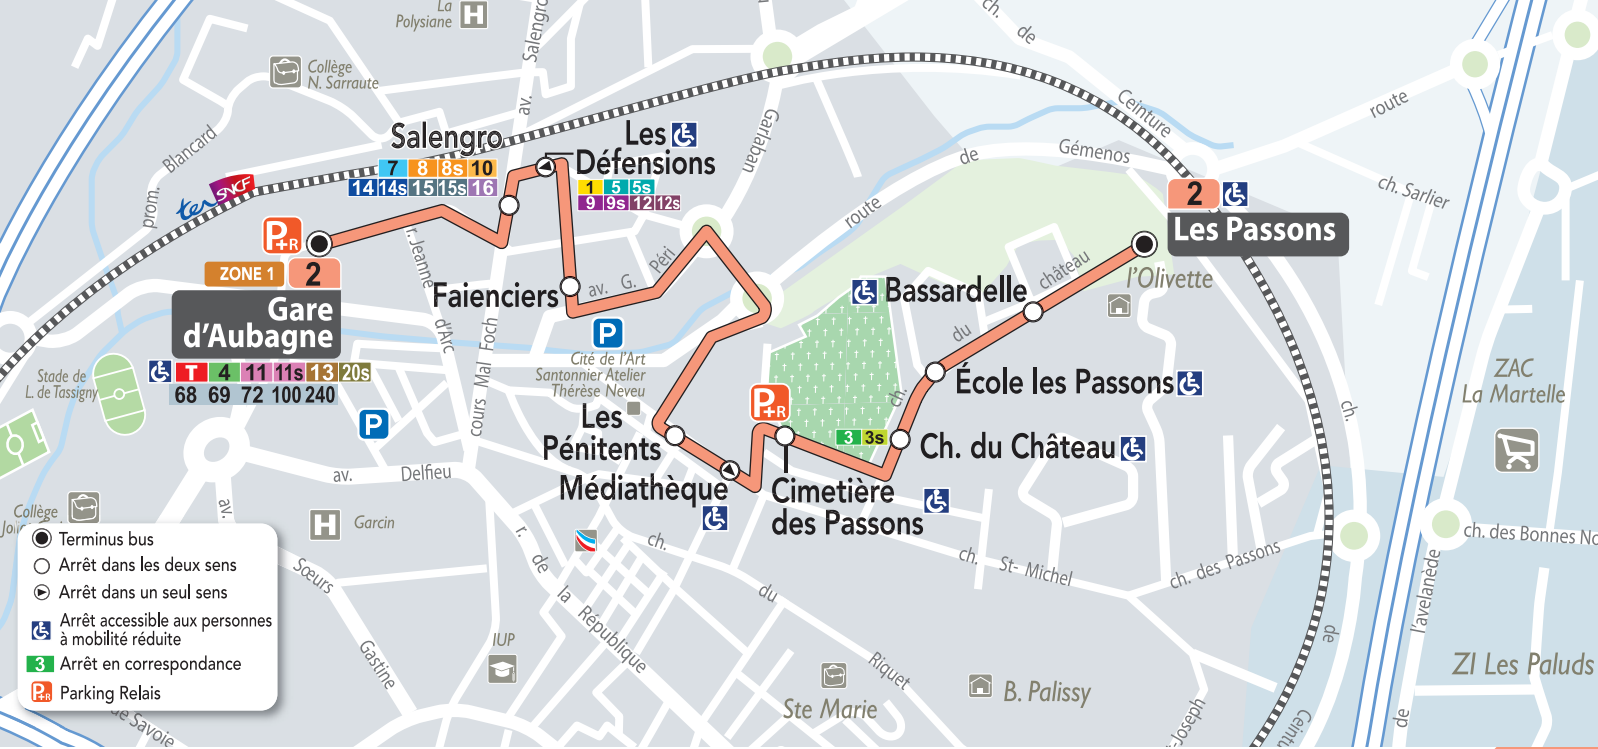 La
Polysiane
H
Collège
N. Sarraute
av. Salengro
ch. de
Ceinture
route
de
Gémenos
ch. Sarlier
Garlaban
prom. Blancard
ter SNCF
Salengro
7 8 8s 10
14 14s 15 15s 16
Les
Défensions
1 5 5s
9 9s 12 12s
P+R
ZONE 1
2
Gare
d'Aubagne
T 4 11 11s 13 20s
68 69 72 100 240
r. Jeanne
d'Arc
Faienciers
av. G. Péri
P
Cité de l'Art
Santonnier Atelier
Thérèse Neveu
route
2
Les Passons
l'Olivette
Bassardelle
ch. du château
École les Passons
3 3s
Ch. du Château
P+R
Cimetière
des Passons
Les
Pénitents
Médiathèque
Stade de
L. de Tassigny
P
cours Mal Foch
av. Delfieu
av.
Collège
H
Garcin
ZAC
La Martelle
ch.
de
Ceintu
ch. des Bonnes No
l'avelanède
de
ZI Les Paluds
ch. des Passons
ch. St- Michel
ch. du Riquet
r. de la République
Sœurs
Gastine
IUP
Ste Marie
B. Palissy
-Joseph
de Savoie
Terminus bus
Arrêt dans les deux sens
Arrêt dans un seul sens
Arrêt accessible aux personnes
à mobilité réduite
3 Arrêt en correspondance
P+R Parking Relais